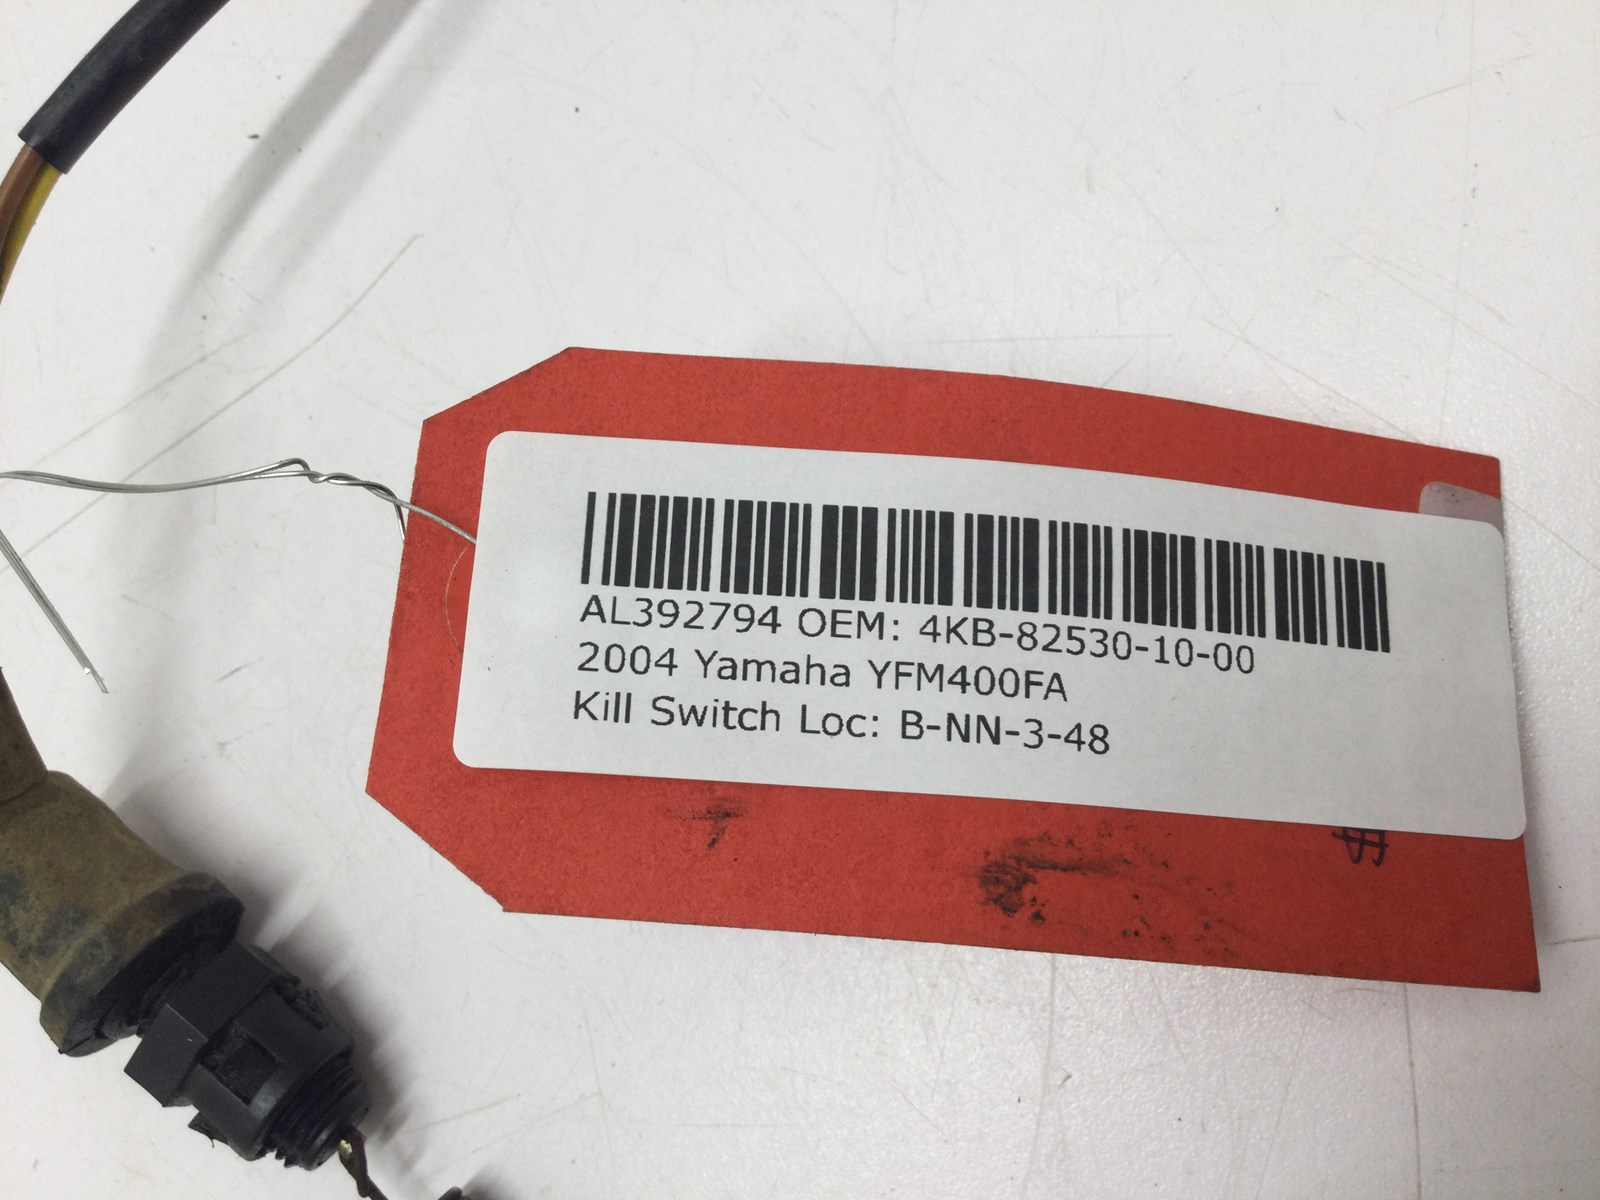 AL392794 OEM: 4KB-82530-10-00
2004 Yamaha YFM400FA
Kill Switch Loc: B-NN-3-48